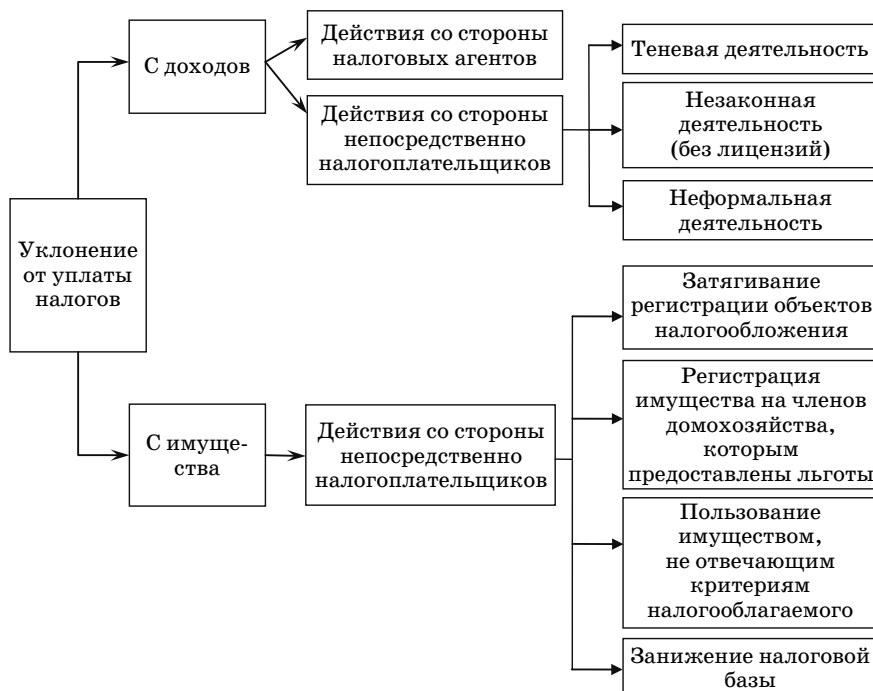 Уклонение
от уплаты
налогов
С доходов
Действия со стороны
налоговых агентов
Действия со стороны
непосредственно
налогоплательщиков
Теневая деятельность
Незаконная
деятельность
(без лицензий)
Неформальная
деятельность
С имуще-
ства
Действия со стороны
непосредственно
налогоплательщиков
Затягивание
регистрации объектов
налогообложения
Регистрация
имущества на членов
домохозяйства,
которым
предоставлены льготы
Пользование
имуществом,
не отвечающим
критериям
налогооблагаемого
Занижение налоговой
базы